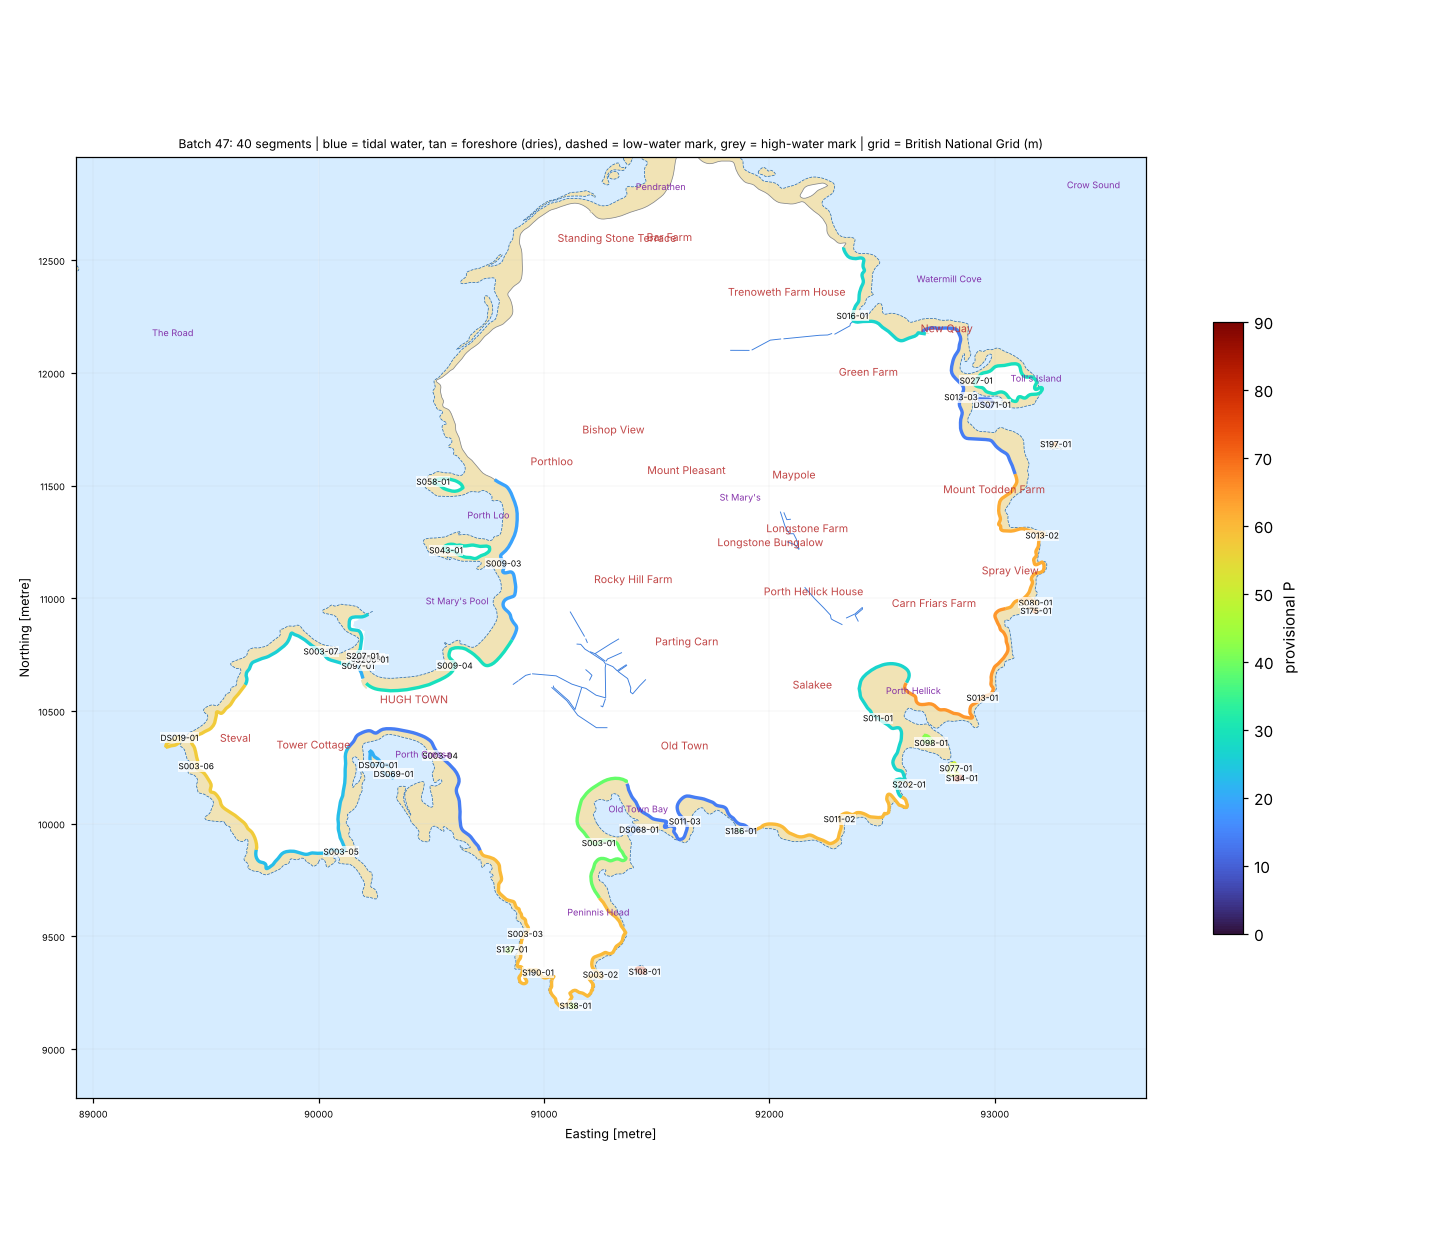 Batch 47: 40 segments | blue = tidal water, tan = foreshore (dries), dashed = low-water mark, grey = high-water mark | grid = British National Grid (m)
Pendrathen
Crow Sound
Standing Stone Terrace
Bar Farm
12500
Watermill Cove
Trenoweth Farm House
S016-01
The Road
New Quay
12000
Green Farm
S027-01
Toll's Island
S013-03
DS071-01
Bishop View
S197-01
Porthloo
Mount Pleasant
Maypole
S058-01
11500
St Mary's
Mount Todden Farm
Porth Loo
Longstone Farm
S013-02
Longstone Bungalow
S043-01
S009-03
Rocky Hill Farm
Spray View
Porth Hellick House
11000
St Mary's Pool
Carn Friars Farm
S080-01
S175-01
Parting Carn
S003-07
S207-01
S097-01
S009-04
Salakee
Porth Hellick
HUGH TOWN
S013-01
10500
S011-01
DS019-01
Steval
Tower Cottage
Old Town
S098-01
S003-04
S003-06
DS070-01
DS069-01
S077-01
S134-01
S202-01
Old Town Bay
10000
DS068-01
S011-03
S186-01
S011-02
S003-05
S003-01
Peninnis Head
9500
S003-03
S137-01
S190-01
S003-02
S108-01
S138-01
9000
89000
90000
91000
92000
93000
Easting [metre]
Northing [metre]
90
80
70
60
50
40
30
20
10
0
provisional P